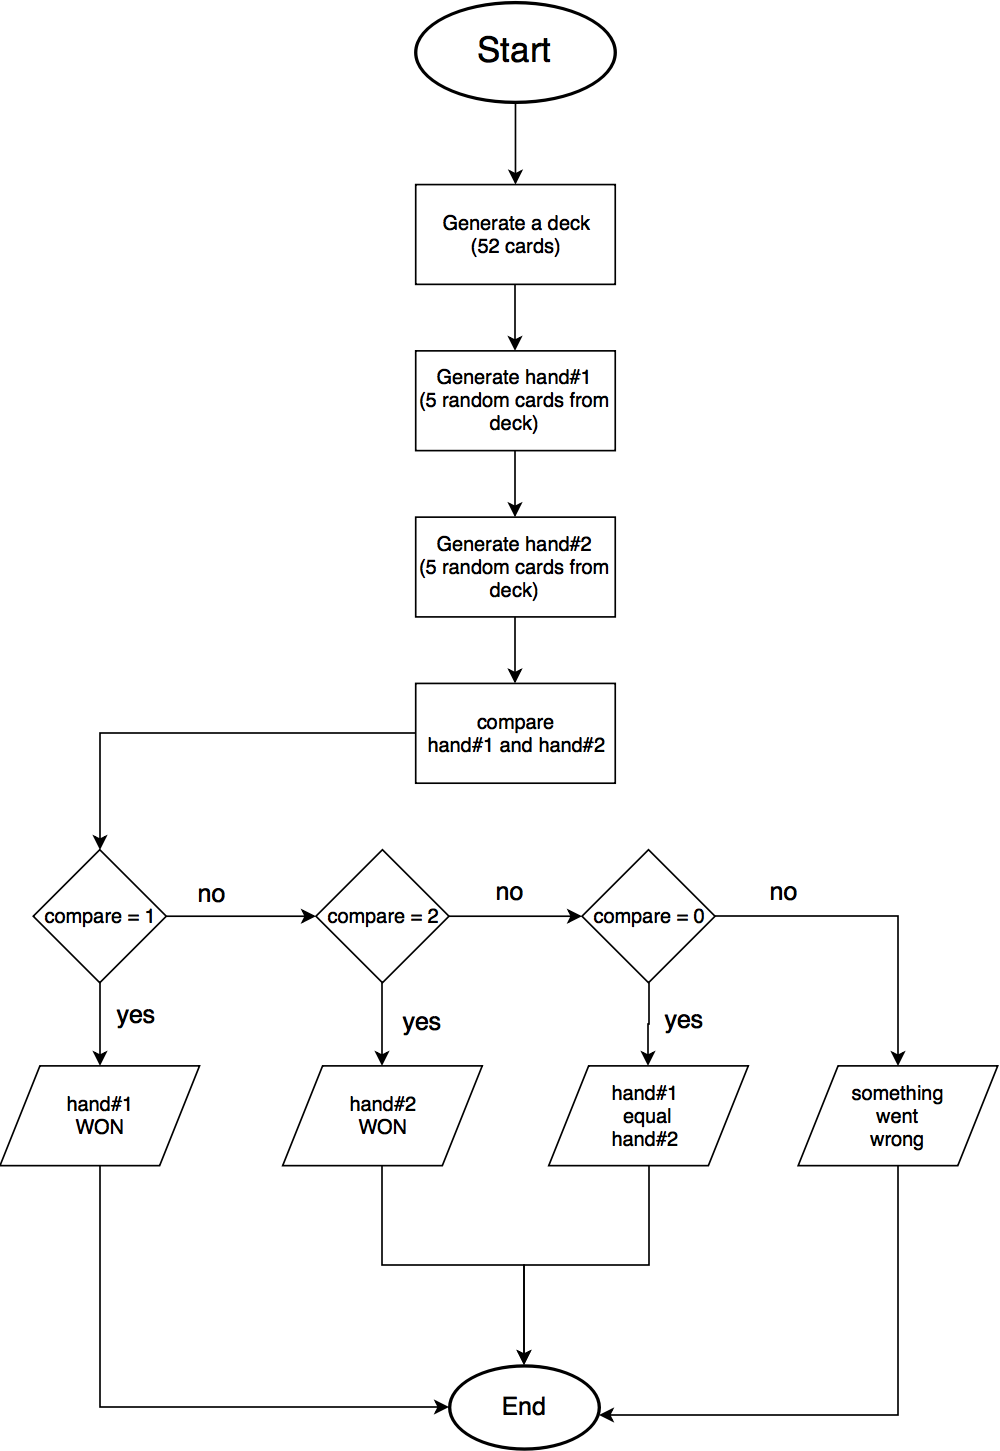 Start
Generate a deck
(52 cards)
Generate hand#1
(5 random cards from
deck)
Generate hand#2
(5 random cards from
deck)
compare
hand#1 and hand#2
compare = 1
no
compare = 2
no
compare = 0
no
yes
yes
yes
hand#1
WON
hand#2
WON
hand#1
equal
hand#2
something
went
wrong
End